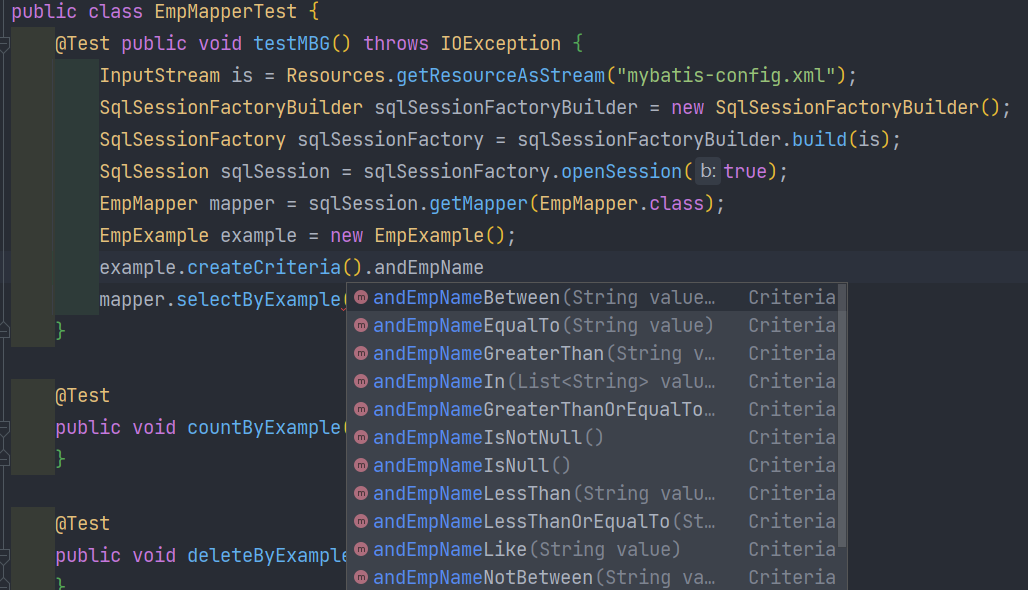 public class EmpMapperTest {
@Test public void testMBG() throws IOException {
InputStream is = Resources.getResourceAsStream("mybatis-config.xml");
SqlSessionFactoryBuilder sqlSessionFactoryBuilder = new SqlSessionFactoryBuilder();
SqlSessionFactory sqlSessionFactory = sqlSessionFactoryBuilder.build(is);
SqlSession sqlSession = sqlSessionFactory.openSession( b: true);
EmpMapper mapper = sqlSession.getMapper(EmpMapper.class);
EmpExample example = new EmpExample();
example.createCriteria().andEmpName
mapper.selectByExample(
andEmpNameBetween(String value… Criteria
andEmpNameEqualTo(String value) Criteria
}
andEmpNameGreaterThan(String v… Criteria
andEmpNameIn(List<String> valu… Criteria
@Test
andEmpNameGreaterThanOrEqualTo… Criteria
public void countByExample(
andEmpNameIsNotNull() Criteria
}
andEmpNameIsNull() Criteria
andEmpNameLessThan(String valu… Criteria
@Test
andEmpNameLessThanOrEqualTo(St… Criteria
public void deleteByExample
andEmpNameLike(String value) Criteria
}
andEmpNameNotBetween(String va… Criteria